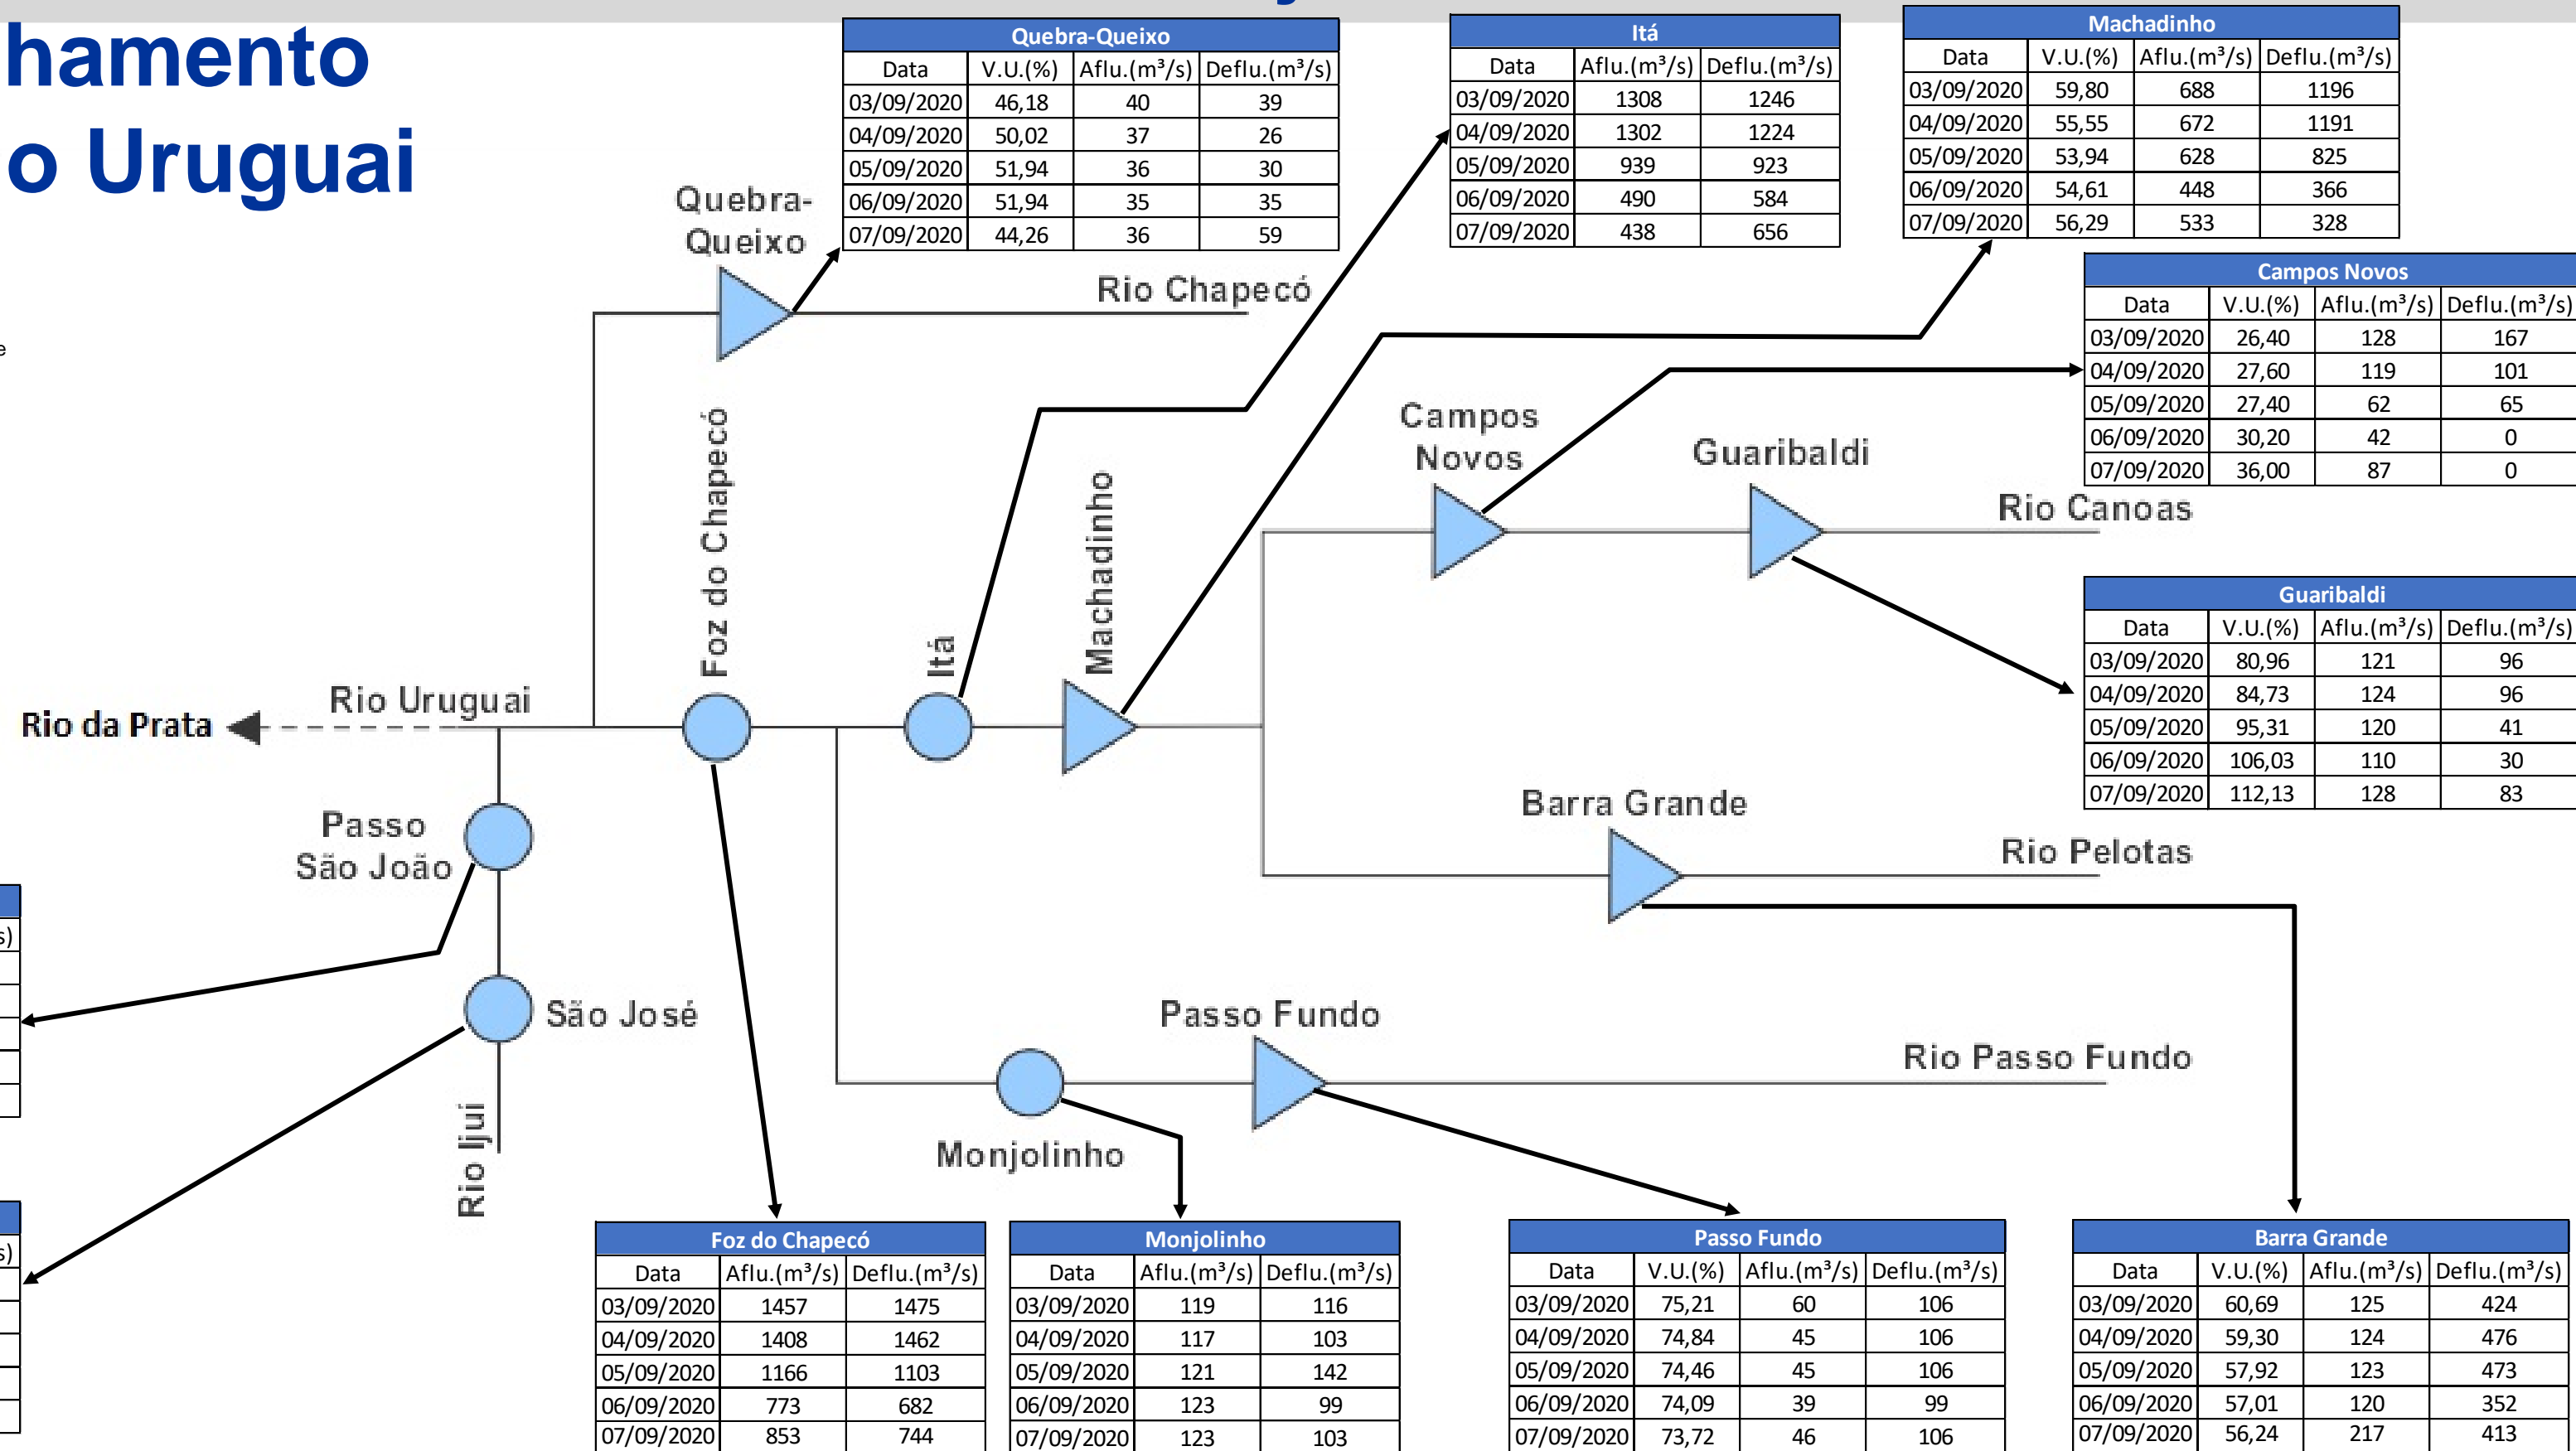 hamento
o Uruguai
e
Quebra-Queixo
Data V.U.(%) Aflu.(m³/s) Deflu.(m³/s)
03/09/2020 46,18 40 39
04/09/2020 50,02 37 26
05/09/2020 51,94 36 30
06/09/2020 51,94 35 35
07/09/2020 44,26 36 59
Itá
Data Aflu.(m³/s) Deflu.(m³/s)
03/09/2020 1308 1246
04/09/2020 1302 1224
05/09/2020 939 923
06/09/2020 490 584
07/09/2020 438 656
Machadinho
Data V.U.(%) Aflu.(m³/s) Deflu.(m³/s)
03/09/2020 59,80 688 1196
04/09/2020 55,55 672 1191
05/09/2020 53,94 628 825
06/09/2020 54,61 448 366
07/09/2020 56,29 533 328
Campos Novos
Data V.U.(%) Aflu.(m³/s) Deflu.(m³/s)
03/09/2020 26,40 128 167
04/09/2020 27,60 119 101
05/09/2020 27,40 62 65
06/09/2020 30,20 42 0
07/09/2020 36,00 87 0
Quebra-
Queixo
Rio Chapecó
Foz do Chapecó
Itá
Machadinho
Campos
Novos
Guaribaldi
Rio Canoas
Guaribaldi
Data V.U.(%) Aflu.(m³/s) Deflu.(m³/s)
03/09/2020 80,96 121 96
04/09/2020 84,73 124 96
05/09/2020 95,31 120 41
06/09/2020 106,03 110 30
07/09/2020 112,13 128 83
Rio da Prata
Rio Uruguai
Passo
São João
Barra Grande
Rio Pelotas
s)
São José
Passo Fundo
Rio Passo Fundo
Rio Ijui
Monjolinho
s)
Foz do Chapecó
Data Aflu.(m³/s) Deflu.(m³/s)
03/09/2020 1457 1475
04/09/2020 1408 1462
05/09/2020 1166 1103
06/09/2020 773 682
07/09/2020 853 744
Monjolinho
Data Aflu.(m³/s) Deflu.(m³/s)
03/09/2020 119 116
04/09/2020 117 103
05/09/2020 121 142
06/09/2020 123 99
07/09/2020 123 103
Passo Fundo
Data V.U.(%) Aflu.(m³/s) Deflu.(m³/s)
03/09/2020 75,21 60 106
04/09/2020 74,84 45 106
05/09/2020 74,46 45 106
06/09/2020 74,09 39 99
07/09/2020 73,72 46 106
Barra Grande
Data V.U.(%) Aflu.(m³/s) Deflu.(m³/s)
03/09/2020 60,69 125 424
04/09/2020 59,30 124 476
05/09/2020 57,92 123 473
06/09/2020 57,01 120 352
07/09/2020 56,24 217 413